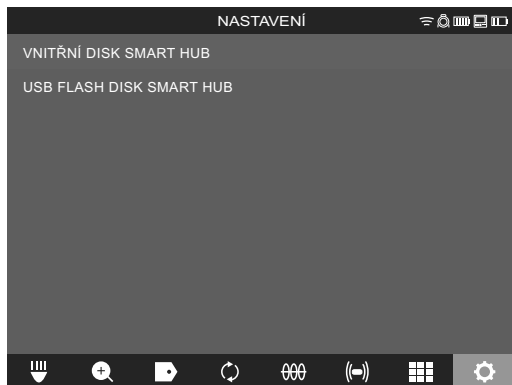 NASTAVENÍ
VNITŘNÍ DISK SMART HUB
USB FLASH DISK SMART HUB